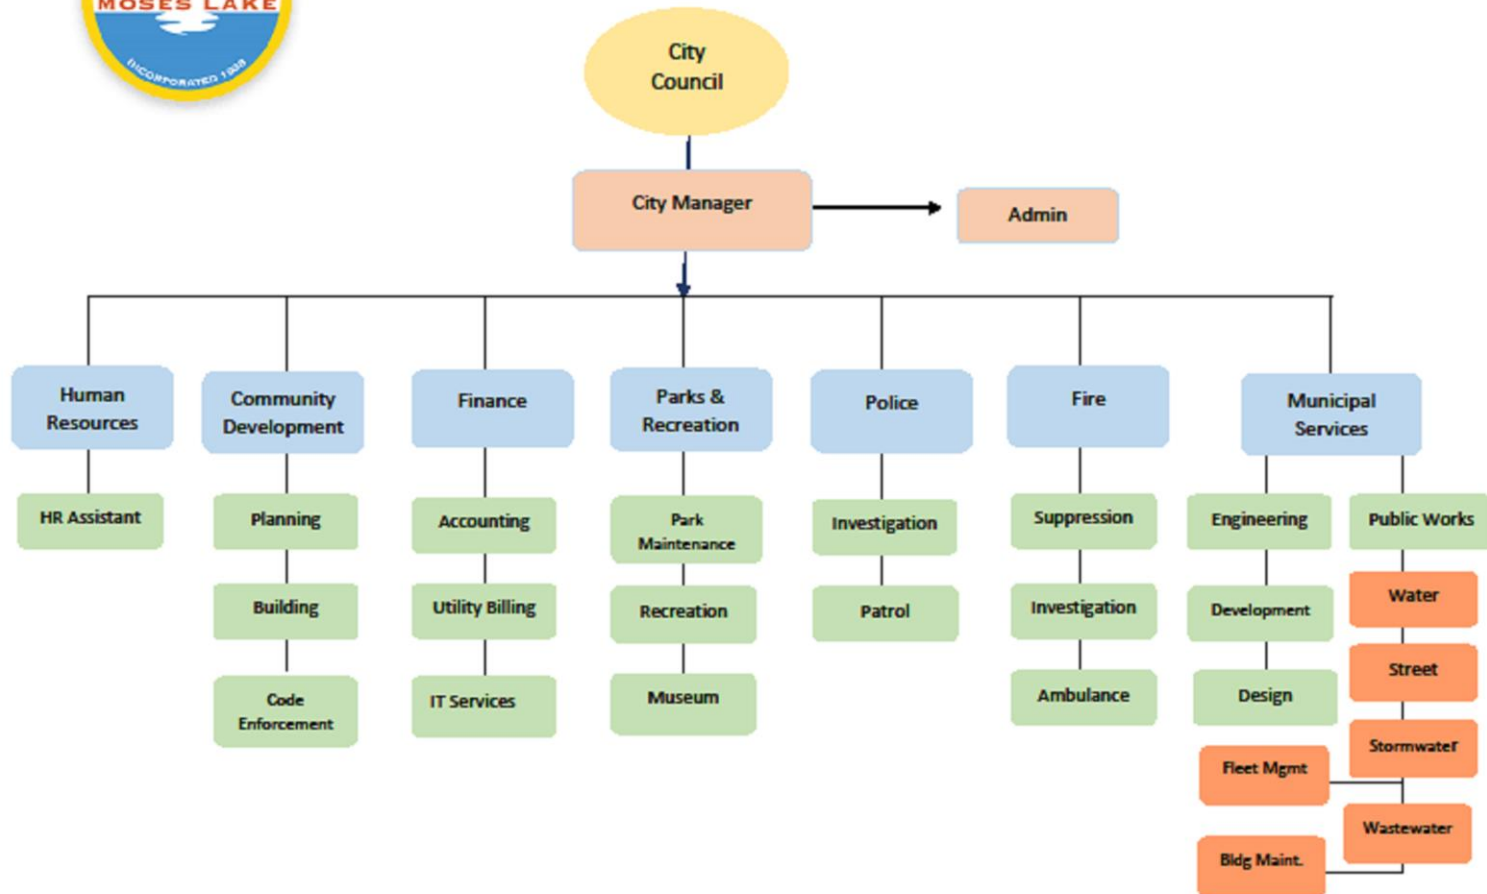 MOSES LAKE
INCORPORATED 1938
City
Council
City Manager
Admin
Human
Resources
Community
Development
Finance
Parks &
Recreation
Police
Fire
Municipal
Services
HR Assistant
Planning
Accounting
Park
Maintenance
Investigation
Suppression
Engineering
Public Works
Building
Utility Billing
Recreation
Patrol
Investigation
Development
Water
Code
Enforcement
IT Services
Museum
Ambulance
Design
Street
Stormwater
Fleet Mgmt
Wastewater
Bldg Maint.